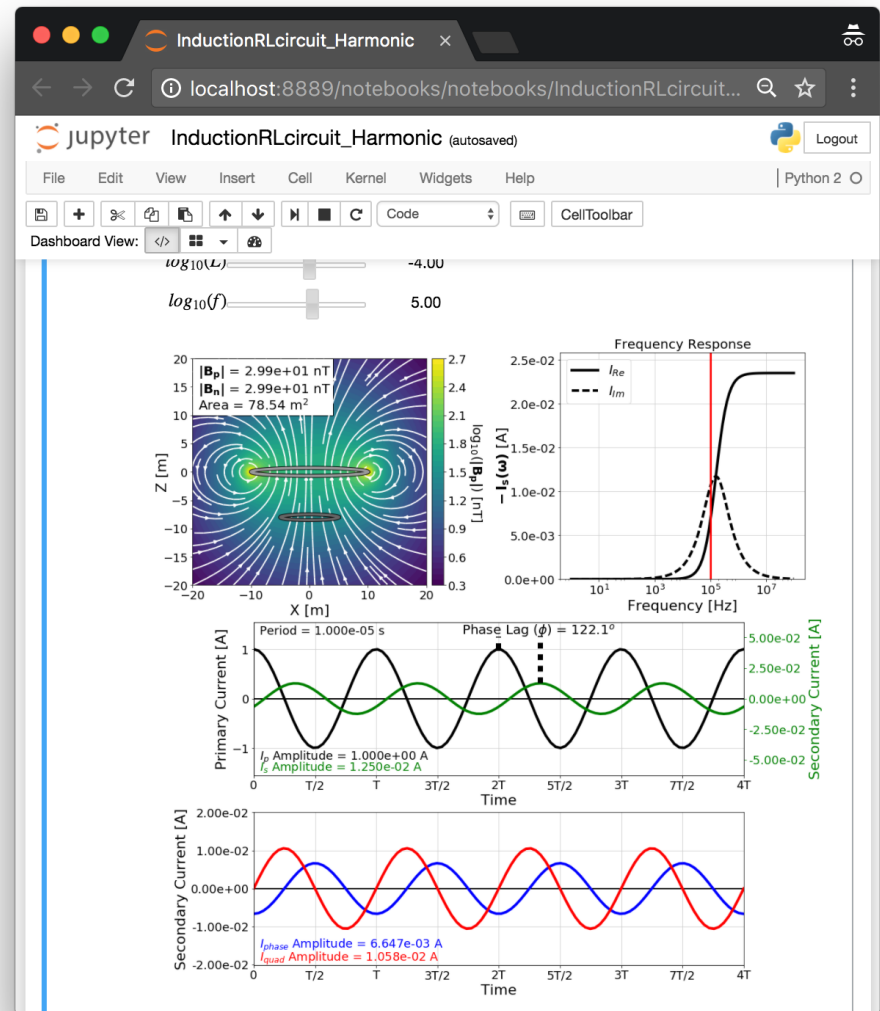 InductionRLcircuit_Harmonic ×
localhost:8889/notebooks/notebooks/InductionRLcircuit...
jupyter InductionRLcircuit_Harmonic (autosaved)
Logout
File Edit View Insert Cell Kernel Widgets Help
Python 2
Code
CellToolbar
Dashboard View: </>
log₁₀(L) -4.00
log₁₀(f) 5.00
|Bₚ| = 2.99e+01 nT
|Bₙ| = 2.99e+01 nT
Area = 78.54 m²
20
15
10
5
0
−5
−10
−15
−20
Z [m]
−20 −10 0 10 20
X [m]
2.7
2.4
2.1
1.8
1.5
1.2
0.9
0.6
0.3
log₁₀(|Bₚ|) [nT]
Frequency Response
I_Re
I_Im
2.5e-02
2.0e-02
1.5e-02
1.0e-02
5.0e-03
0.0e+00
−Iₛ(ω) [A]
10¹ 10³ 10⁵ 10⁷
Frequency [Hz]
Period = 1.000e-05 s
Phase Lag (ϕ) = 122.1°
1
0
−1
Primary Current [A]
5.00e-02
2.50e-02
0.00e+00
-2.50e-02
-5.00e-02
Secondary Current [A]
Iₚ Amplitude = 1.000e+00 A
Iₛ Amplitude = 1.250e-02 A
0 T/2 T 3T/2 2T 5T/2 3T 7T/2 4T
Time
2.00e-02
1.00e-02
0.00e+00
-1.00e-02
-2.00e-02
Secondary Current [A]
I_phase Amplitude = 6.647e-03 A
I_quad Amplitude = 1.058e-02 A
0 T/2 T 3T/2 2T 5T/2 3T 7T/2 4T
Time